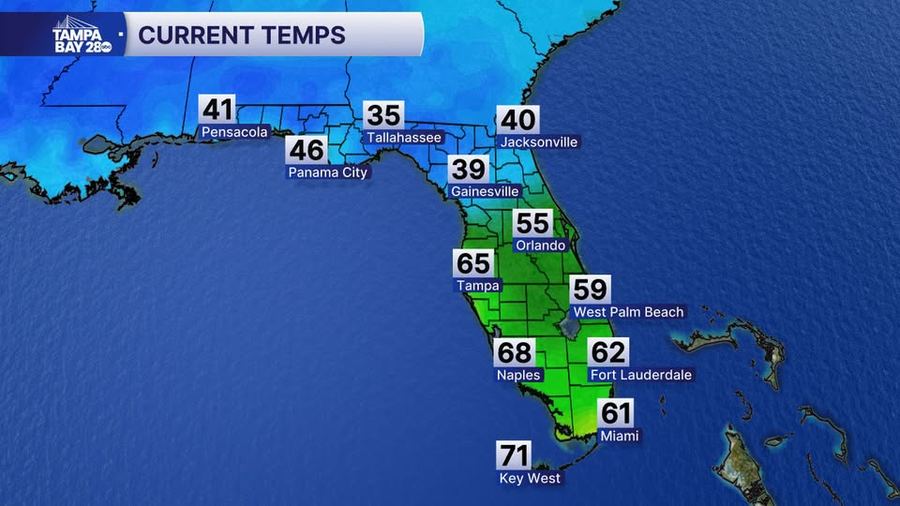 TAMPA
BAY 28 abc
CURRENT TEMPS
41
Pensacola
35
Tallahassee
40
Jacksonville
46
Panama City
39
Gainesville
55
Orlando
65
Tampa
59
West Palm Beach
68
Naples
62
Fort Lauderdale
61
Miami
71
Key West